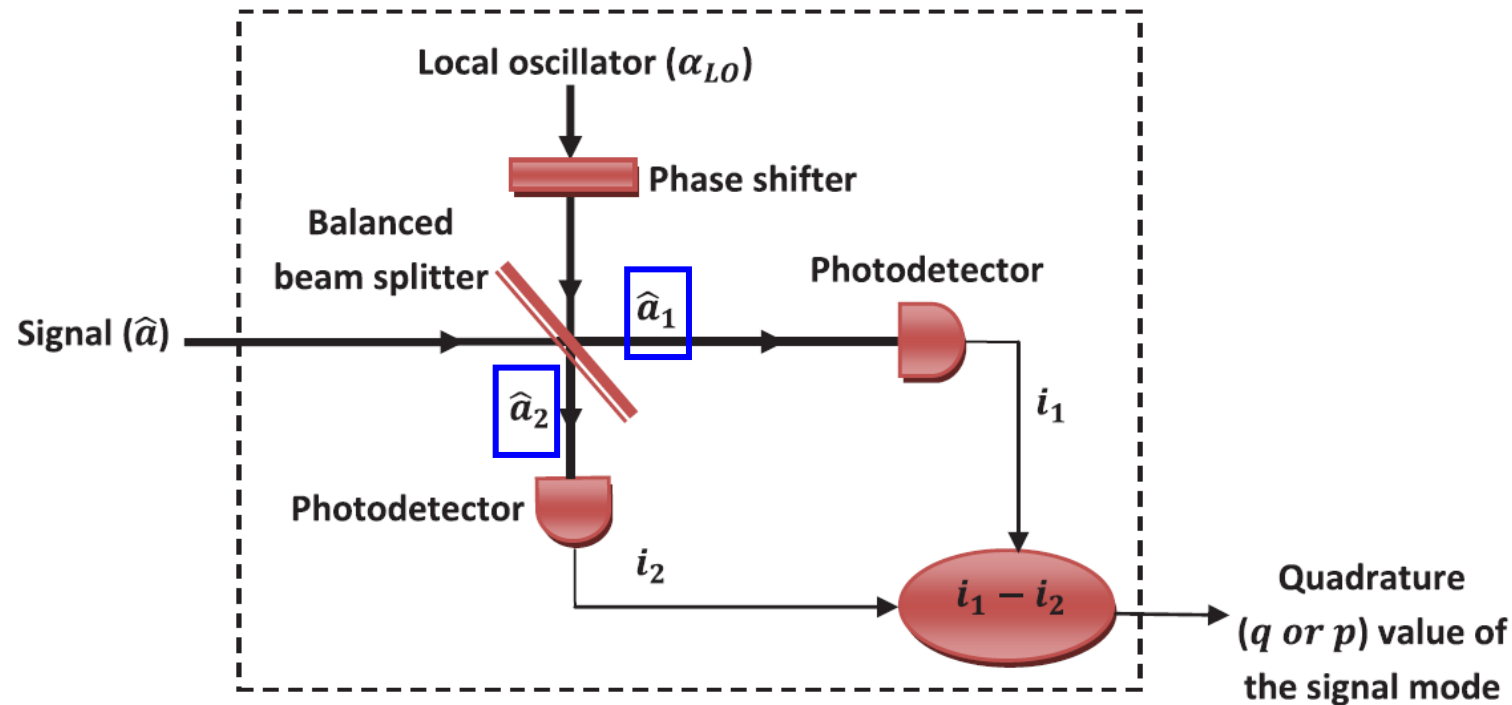 Local oscillator (α_LO)
Phase shifter
Balanced
beam splitter
Photodetector
â₁
Signal (â)
â₂
i₁
Photodetector
i₂
i₁ − i₂
Quadrature
(q or p) value of
the signal mode